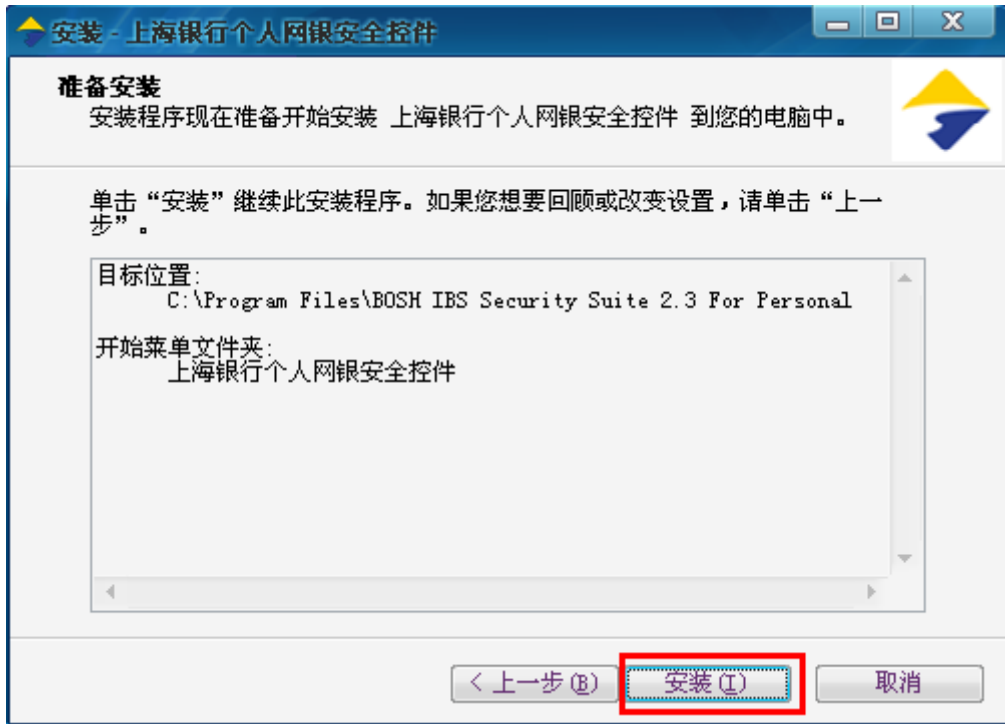 安装 - 上海银行个人网银安全控件
准备安装
安装程序现在准备开始安装 上海银行个人网银安全控件 到您的电脑中。
单击“安装”继续此安装程序。如果您想要回顾或改变设置，请单击“上一
步”。
目标位置:
C:\Program Files\BOSH IBS Security Suite 2.3 For Personal
开始菜单文件夹:
上海银行个人网银安全控件
< 上一步(B)
安装(I)
取消